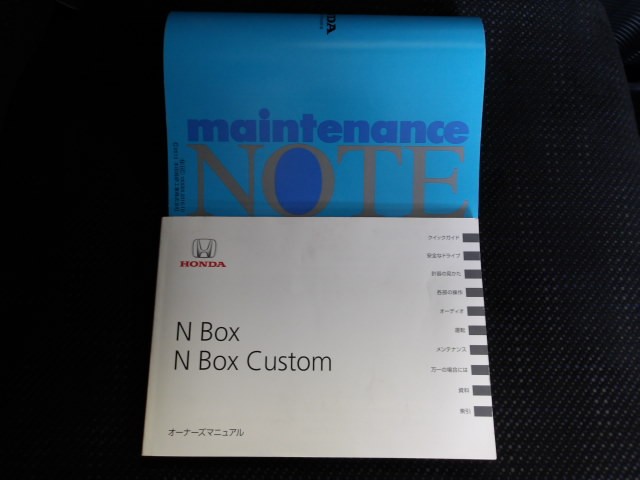 maintenance
NOTE
HONDA
N Box
N Box Custom
オーナーズマニュアル
クイックガイド
安全なドライブ
計器の見かた
各部の操作
オーディオ
運転
メンテナンス
万一の場合には
資料
索引